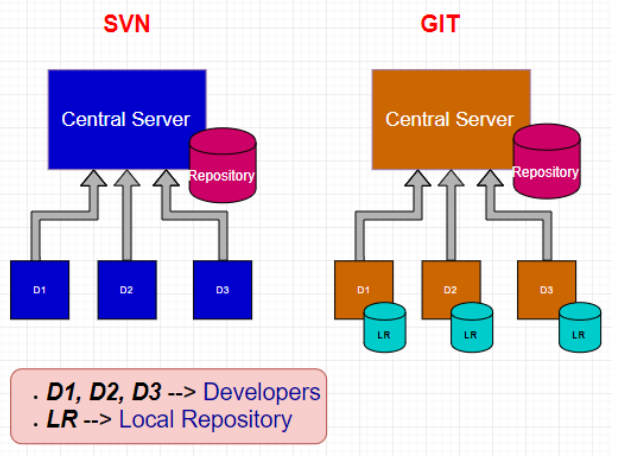 SVN
GIT
Central Server
Repository
Central Server
Repository
D1
D2
D3
D1
D2
D3
LR
LR
LR
. D1, D2, D3 --> Developers
. LR --> Local Repository